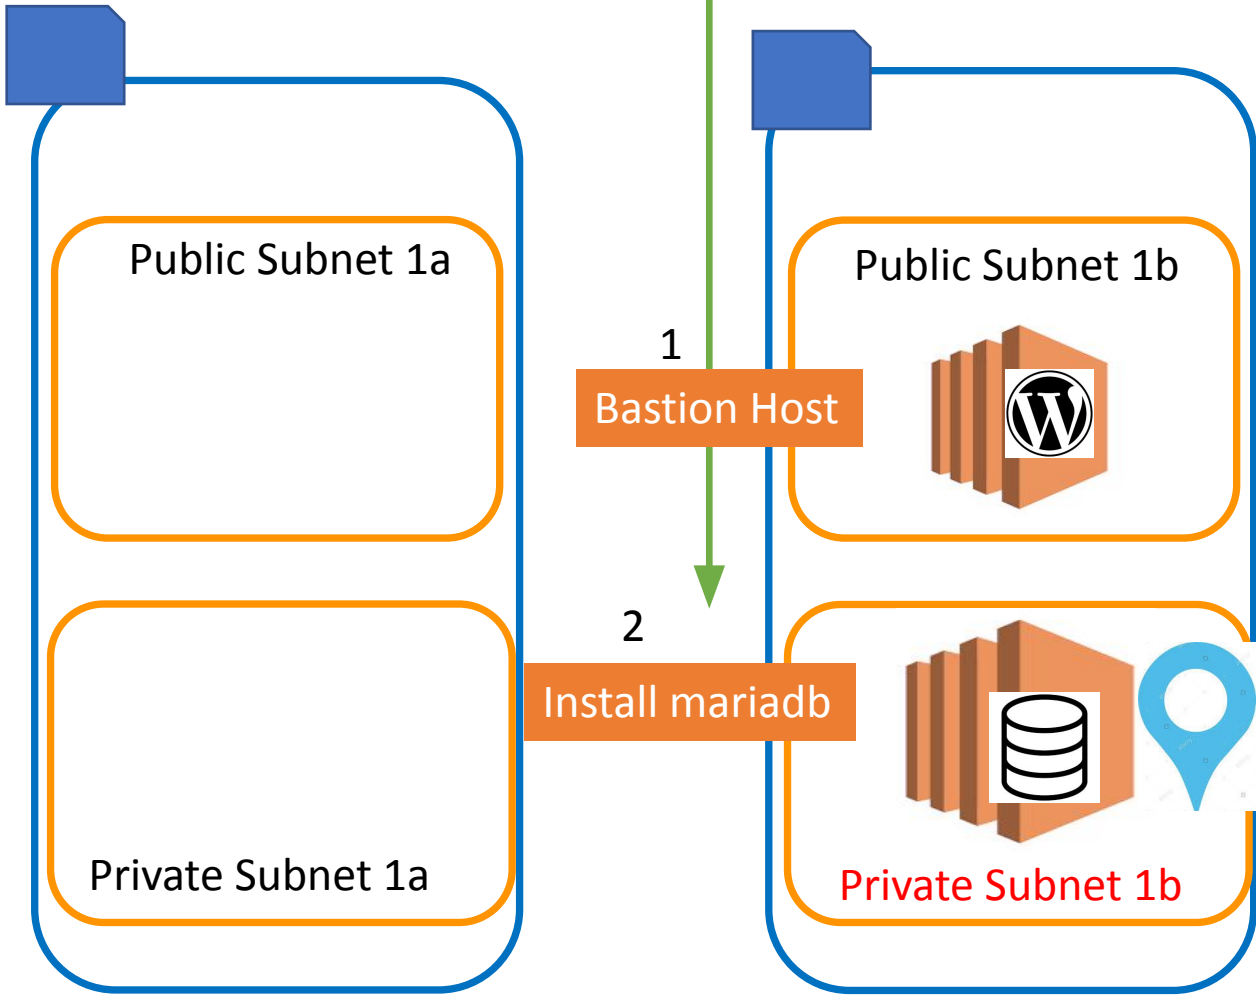 Public Subnet 1a
Public Subnet 1b
1
Bastion Host
2
Install mariadb
Private Subnet 1a
Private Subnet 1b